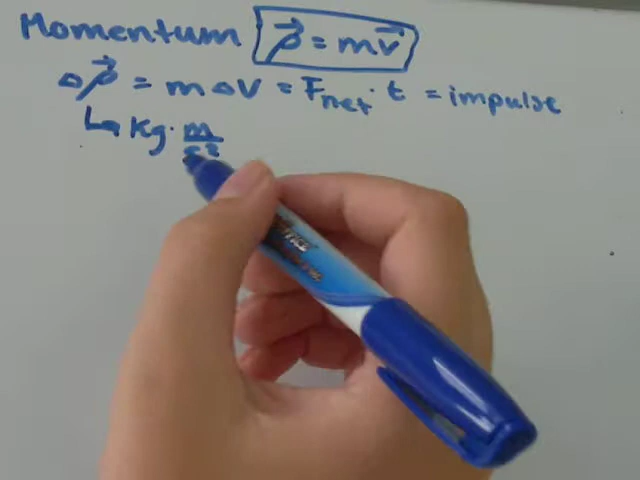 Momentum p⃗ = mv⃗
Δp⃗ = mΔV = Fnet · t = impulse
↳ Kg · m/s²